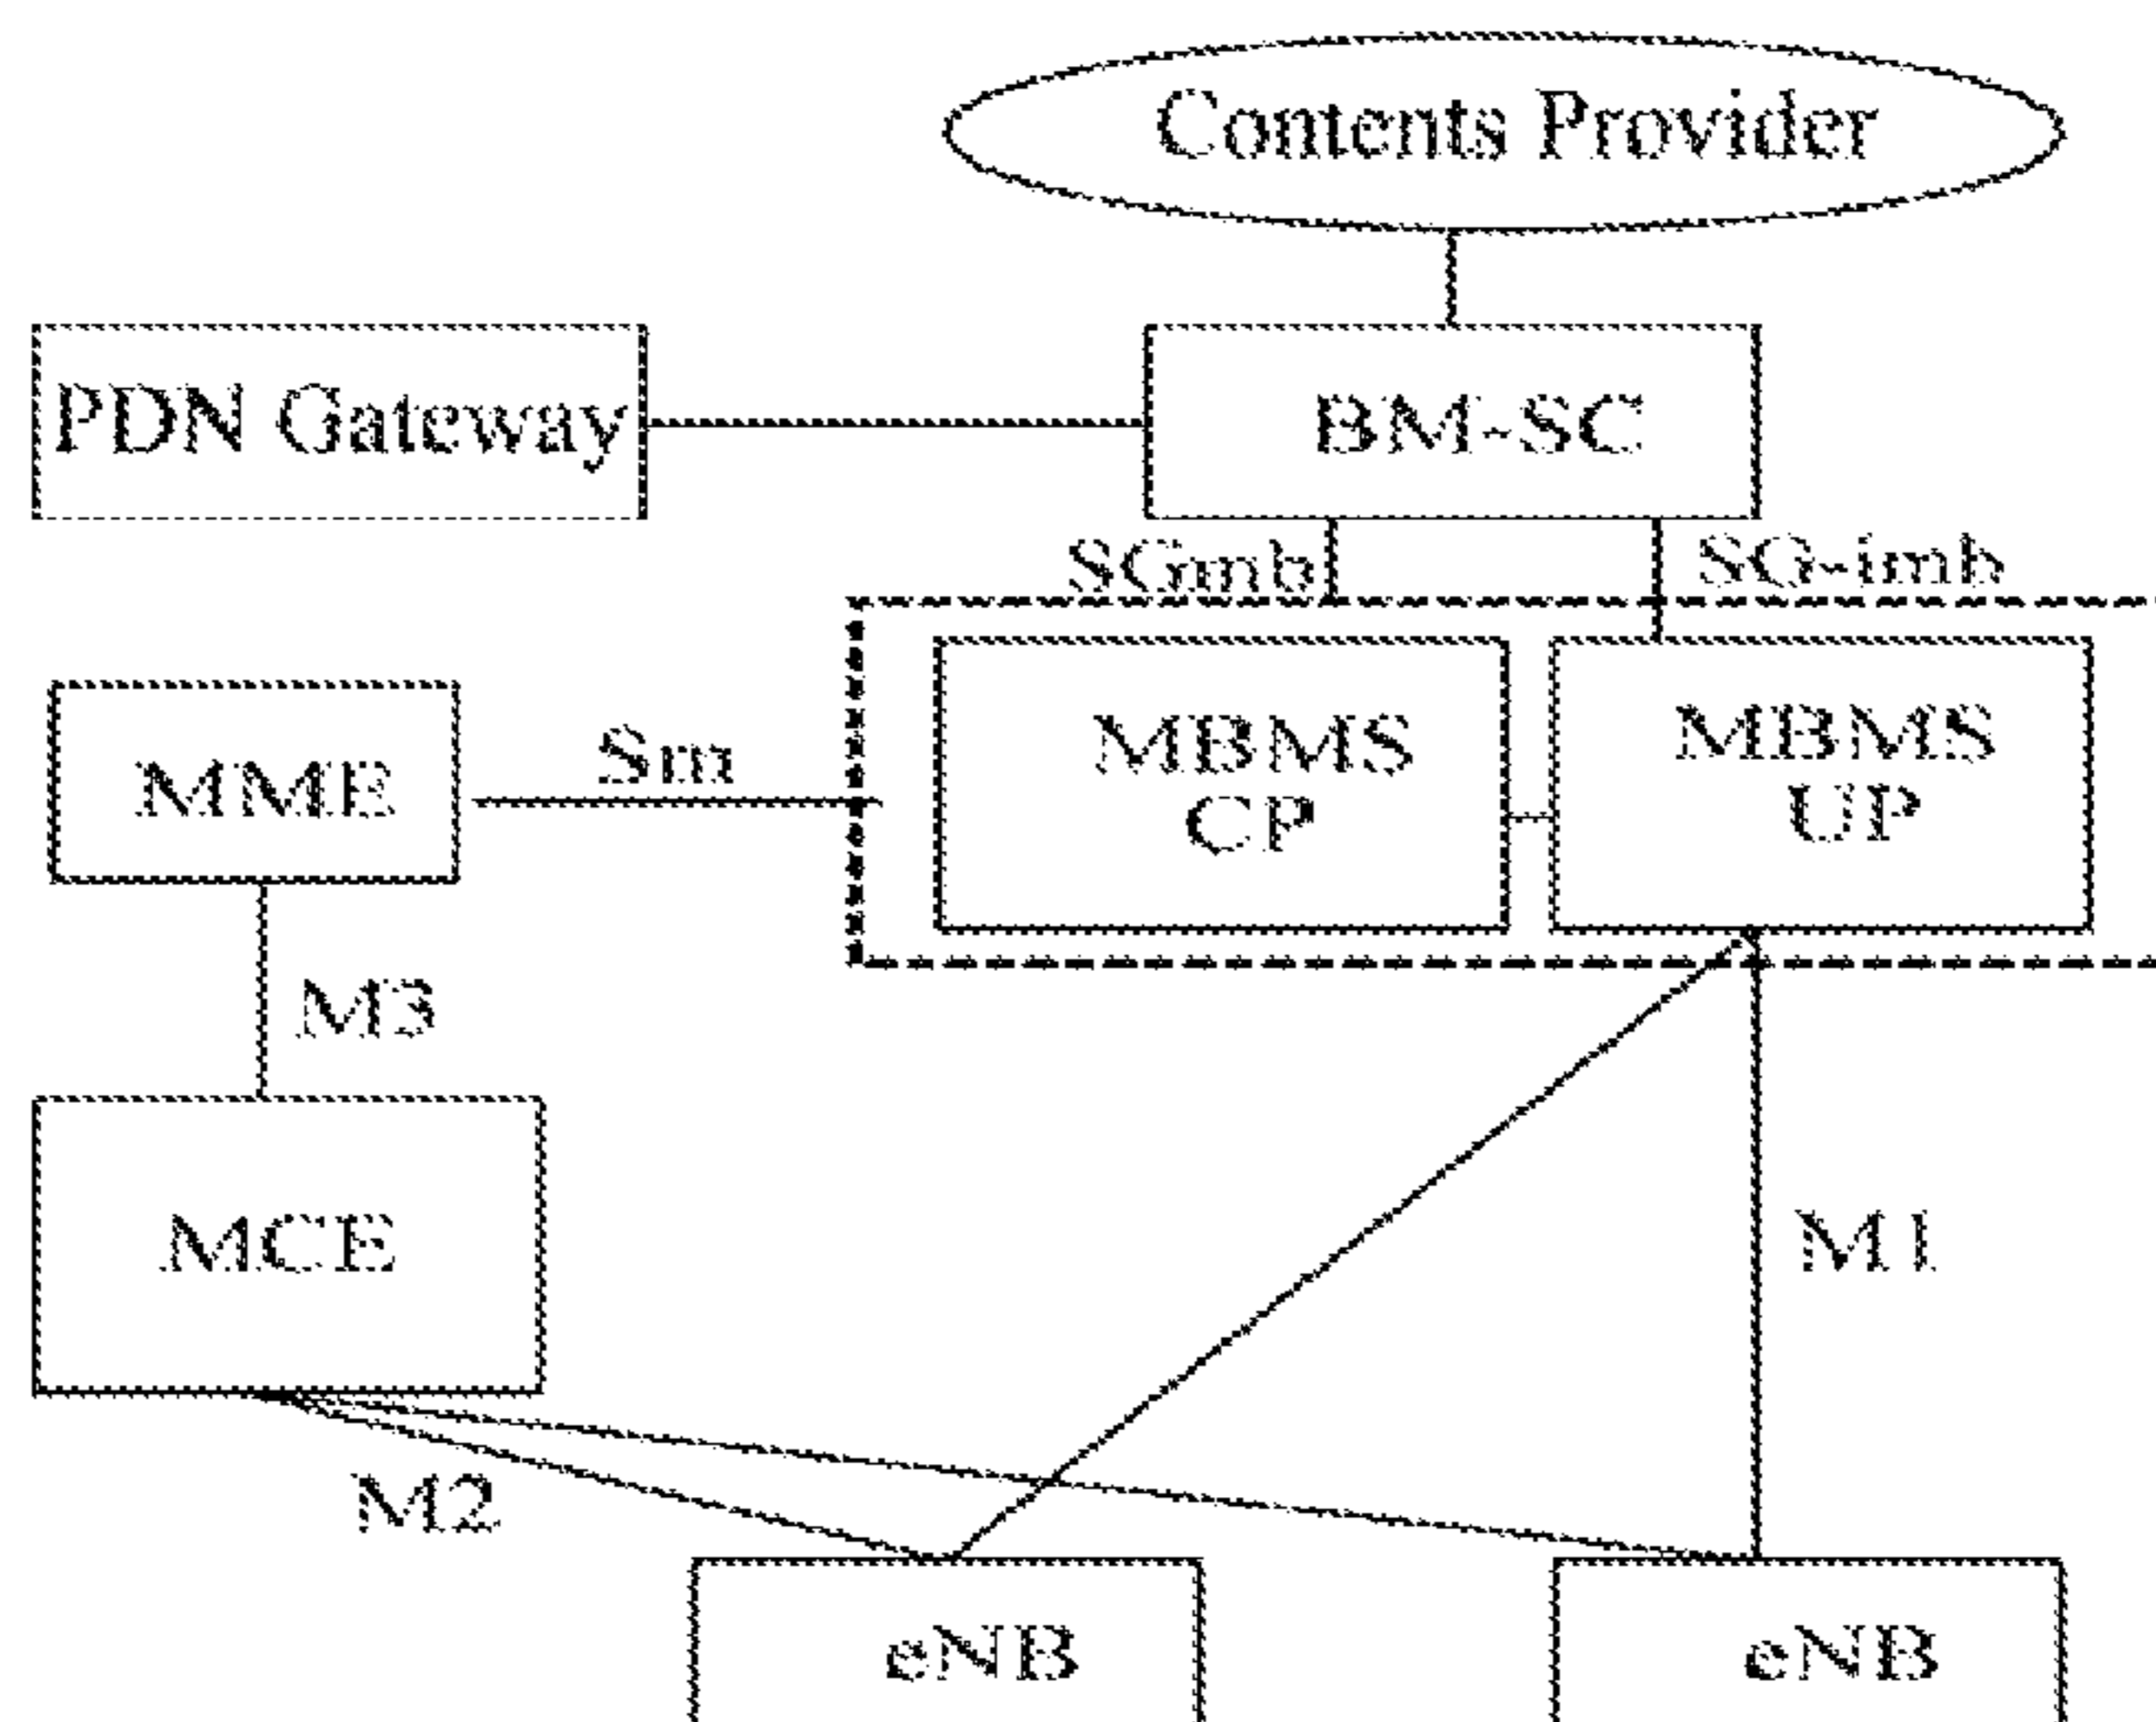 Contents Provider
PDN Gateway
BM-SC
SGmb
SG-imb
MME
Sm
MBMS
CP
MBMS
UP
M3
MCE
M1
M2
eNB
eNB